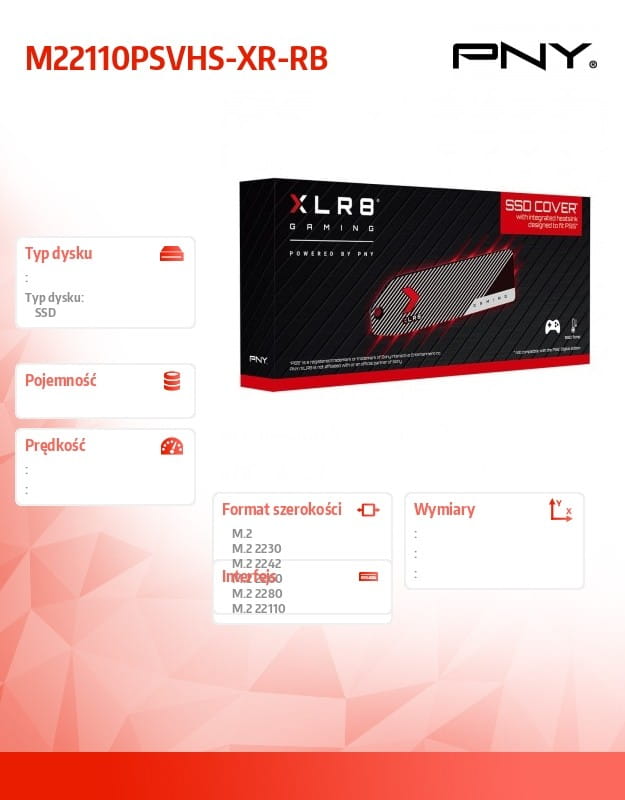 M22110PSVHS-XR-RB
PNY®
XLR8®
GAMING
POWERED BY PNY
SSD COVER*
with integrated heatsink
designed to fit PS5*
XLR8
GAMING
PNY
Typ dysku
:
Typ dysku:
SSD
Pojemność
Prędkość
:
:
Format szerokości
M.2
M.2 2230
M.2 2242
Interfejs
M.2 2280
M.2 22110
Wymiary
:
:
:
Y
X